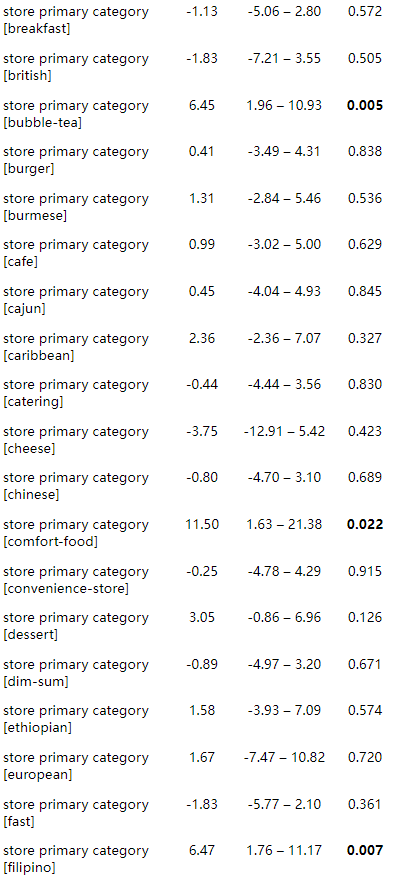 store primary category -1.13 -5.06 – 2.80 0.572
[breakfast]
store primary category -1.83 -7.21 – 3.55 0.505
[british]
store primary category 6.45 1.96 – 10.93 0.005
[bubble-tea]
store primary category 0.41 -3.49 – 4.31 0.838
[burger]
store primary category 1.31 -2.84 – 5.46 0.536
[burmese]
store primary category 0.99 -3.02 – 5.00 0.629
[cafe]
store primary category 0.45 -4.04 – 4.93 0.845
[cajun]
store primary category 2.36 -2.36 – 7.07 0.327
[caribbean]
store primary category -0.44 -4.44 – 3.56 0.830
[catering]
store primary category -3.75 -12.91 – 5.42 0.423
[cheese]
store primary category -0.80 -4.70 – 3.10 0.689
[chinese]
store primary category 11.50 1.63 – 21.38 0.022
[comfort-food]
store primary category -0.25 -4.78 – 4.29 0.915
[convenience-store]
store primary category 3.05 -0.86 – 6.96 0.126
[dessert]
store primary category -0.89 -4.97 – 3.20 0.671
[dim-sum]
store primary category 1.58 -3.93 – 7.09 0.574
[ethiopian]
store primary category 1.67 -7.47 – 10.82 0.720
[european]
store primary category -1.83 -5.77 – 2.10 0.361
[fast]
store primary category 6.47 1.76 – 11.17 0.007
[filipino]